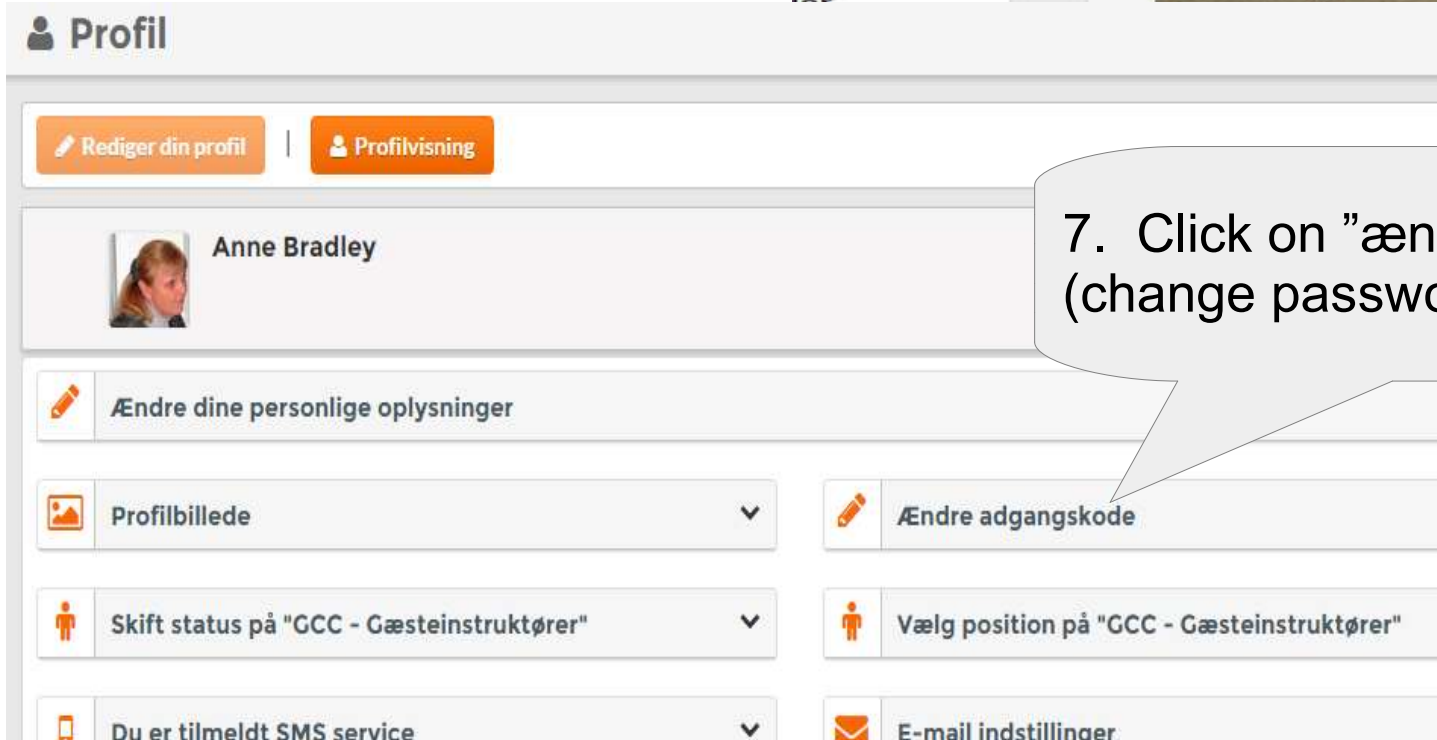 Profil
Rediger din profil | Profilvisning
Anne Bradley
7. Click on ”æn
(change passwo
Ændre dine personlige oplysninger
Profilbillede
Ændre adgangskode
Skift status på "GCC - Gæsteinstruktører"
Vælg position på "GCC - Gæsteinstruktører"
Du er tilmeldt SMS service
E-mail indstillinger